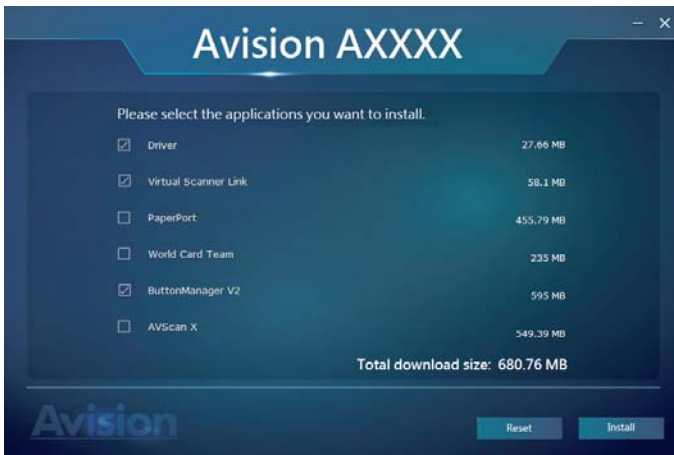 Avision AXXXX
Please select the applications you want to install.
Driver 27.66 MB
Virtual Scanner Link 58.1 MB
PaperPort 455.79 MB
World Card Team 235 MB
ButtonManager V2 595 MB
AVScan X 549.39 MB
Total download size: 680.76 MB
Avision
Reset Install